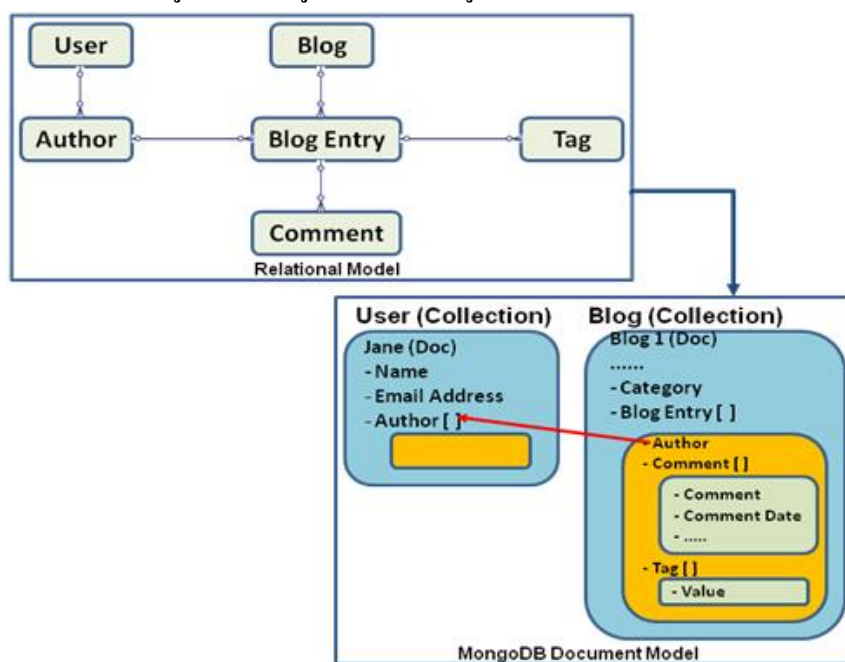 User
Blog
Author
Blog Entry
Tag
Comment
Relational Model
User (Collection)
Blog (Collection)
Jane (Doc)
- Name
- Email Address
- Author [ ]
Blog 1 (Doc)
......
- Category
- Blog Entry [ ]
- Author
- Comment [ ]
- Comment
- Comment Date
- .....
- Tag [ ]
- Value
MongoDB Document Model